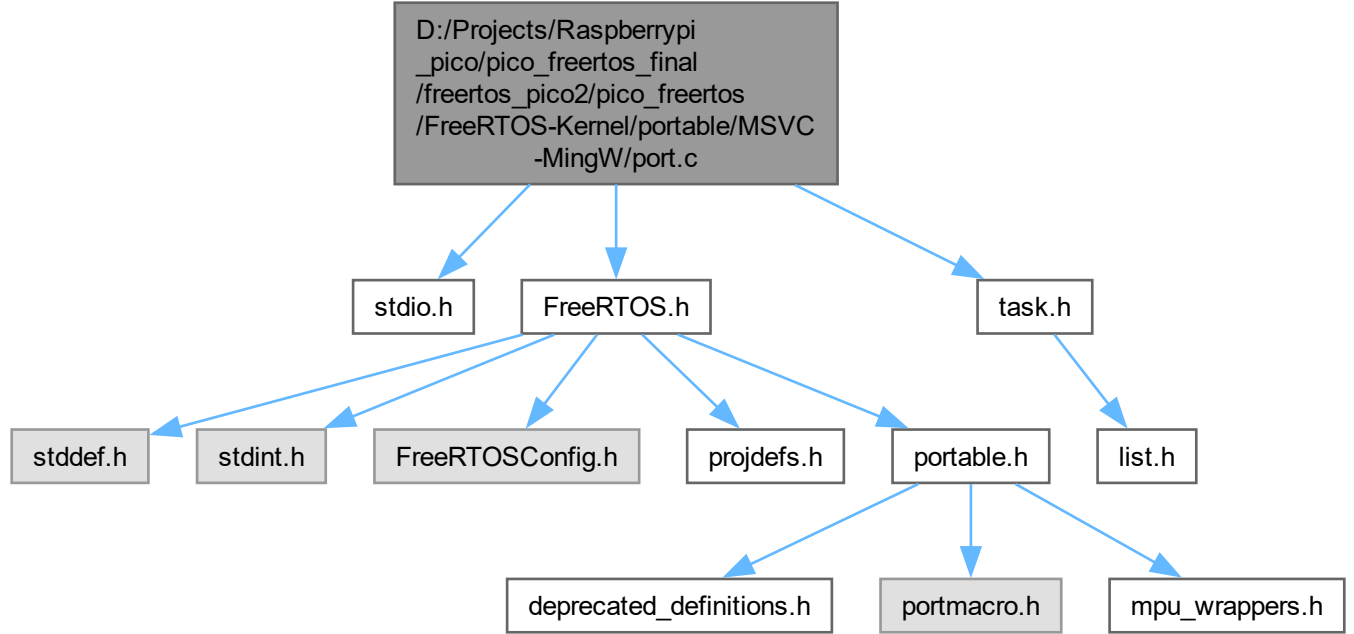 D:/Projects/Raspberrypi
_pico/pico_freertos_final
/freertos_pico2/pico_freertos
/FreeRTOS-Kernel/portable/MSVC
-MingW/port.c
stdio.h
FreeRTOS.h
task.h
stddef.h
stdint.h
FreeRTOSConfig.h
projdefs.h
portable.h
list.h
deprecated_definitions.h
portmacro.h
mpu_wrappers.h